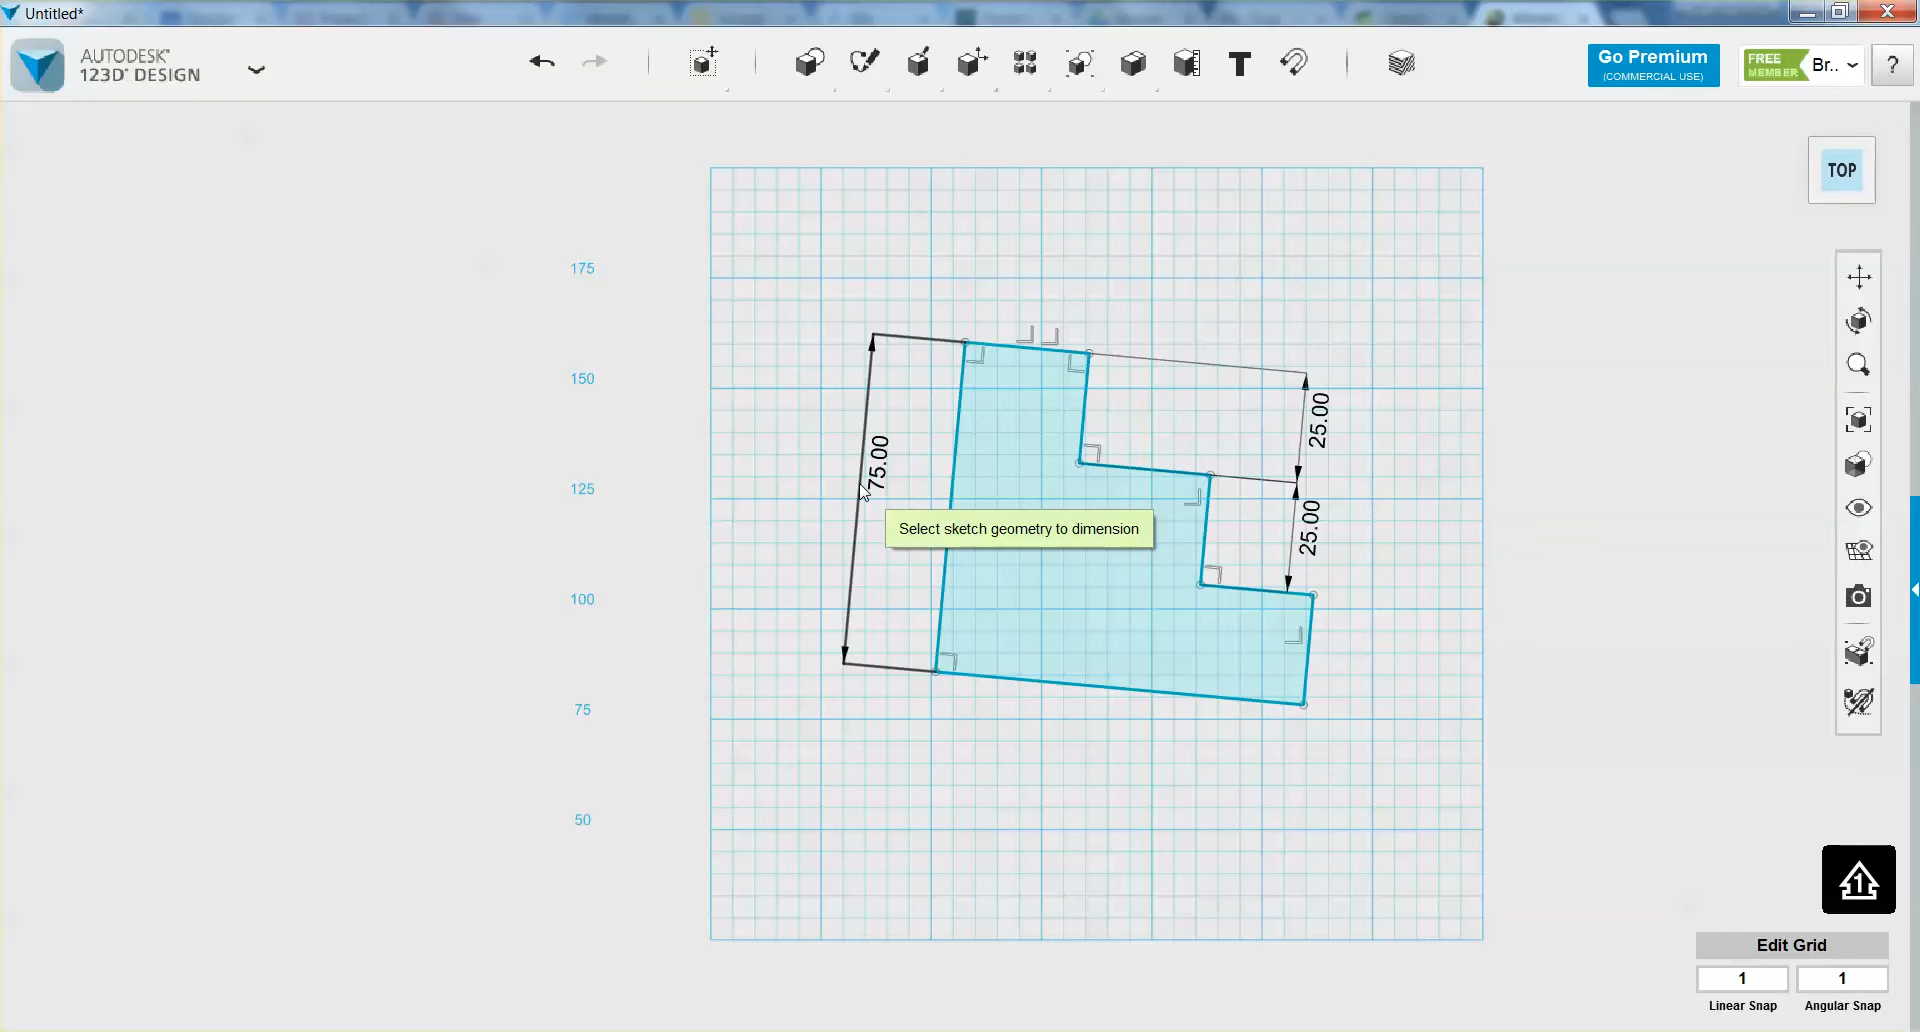 Untitled*
AUTODESK®
123D® DESIGN
T
Go Premium
(COMMERCIAL USE)
FREE
MEMBER
Br..
?
TOP
175
150
125
100
75
50
75.00
25.00
25.00
Select sketch geometry to dimension
1
Edit Grid
1
1
Linear Snap
Angular Snap